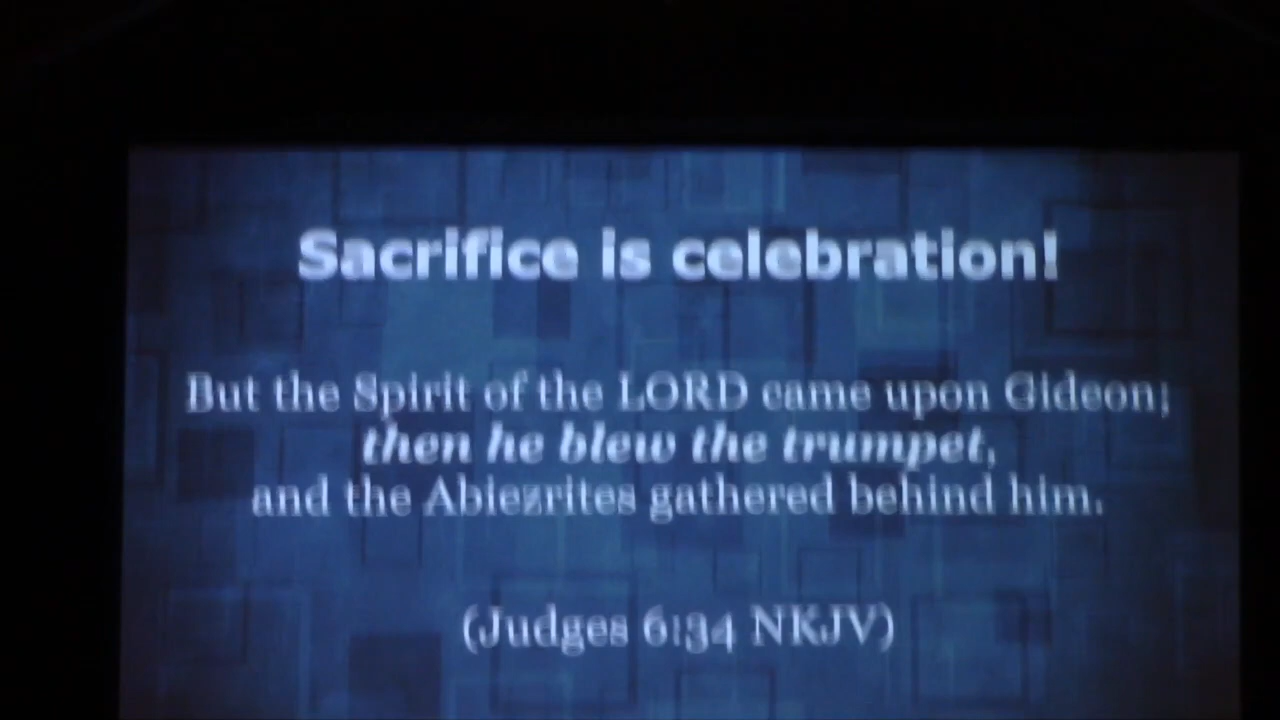 Sacrifice is celebration!
But the Spirit of the LORD came upon Gideon;
then he blew the trumpet,
and the Abiezrites gathered behind him.
(Judges 6:34 NKJV)